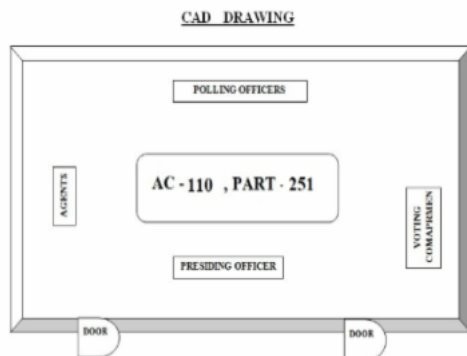 CAD DRAWING
POLLING OFFICERS
AGENTS
AC - 110 , PART - 251
VOTING
COMAPRMEN
PRESIDING OFFICER
DOOR
DOOR